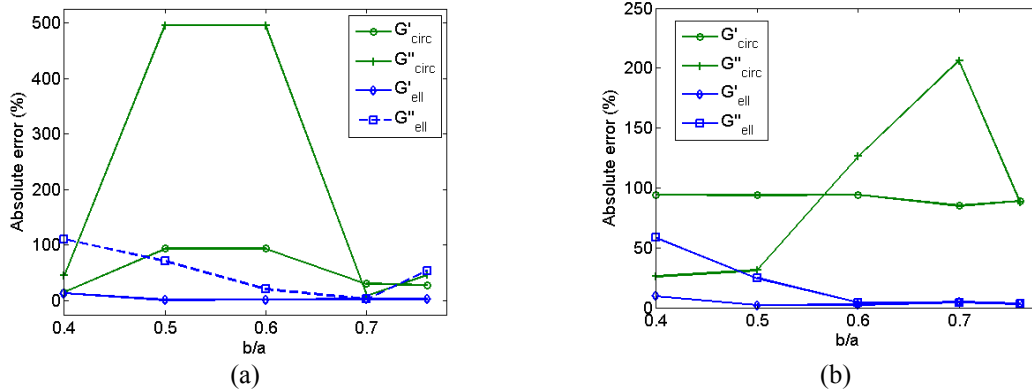 500
400
300
200
100
0
Absolute error (%)
0.4 0.5 0.6 0.7
b/a
G'circ
G''circ
G'ell
G''ell
(a)
250
200
150
100
50
0
Absolute error (%)
0.4 0.5 0.6 0.7
b/a
G'circ
G''circ
G'ell
G''ell
(b)